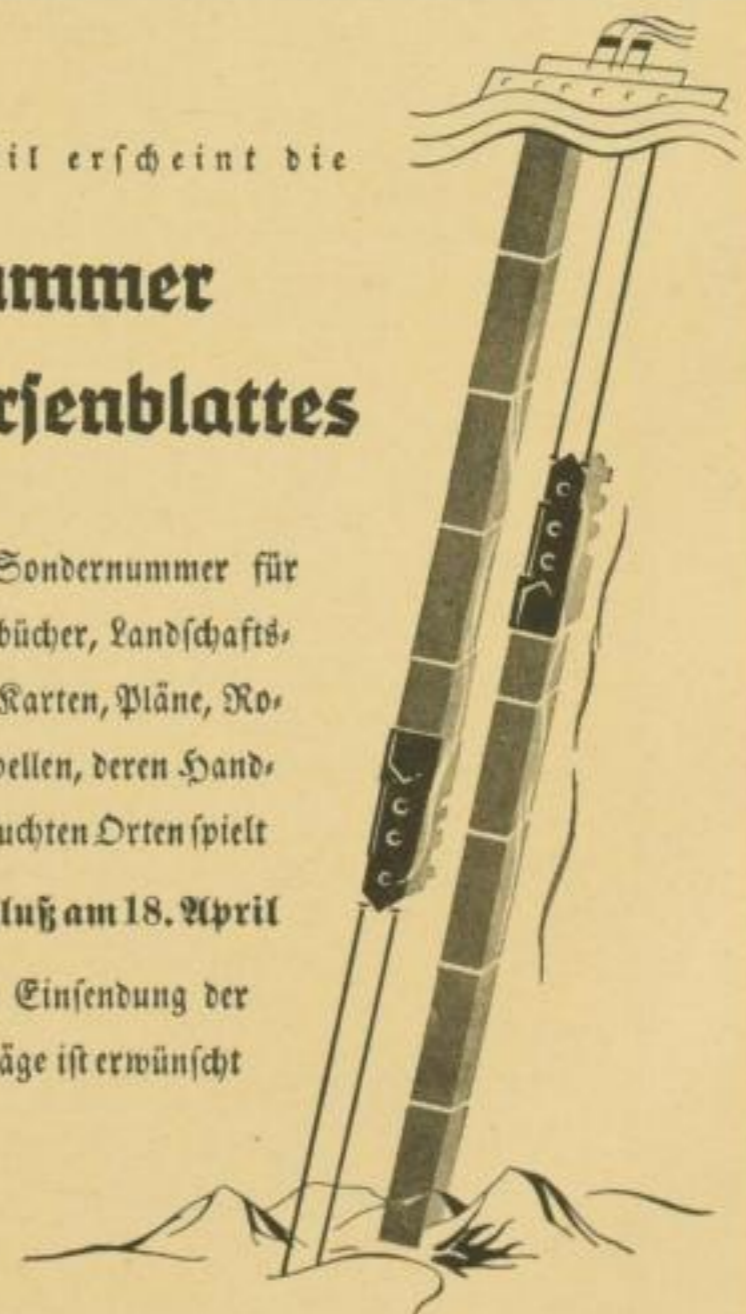 il erſcheint die
ummer
rſenblattes
Sondernummer für
bücher, Landſchafts⸗
Karten, Pläne, Ro⸗
vellen, deren Hand⸗
uchten Orten ſpielt
luß am 18. April
Einſendung der
äge iſt erwünſcht